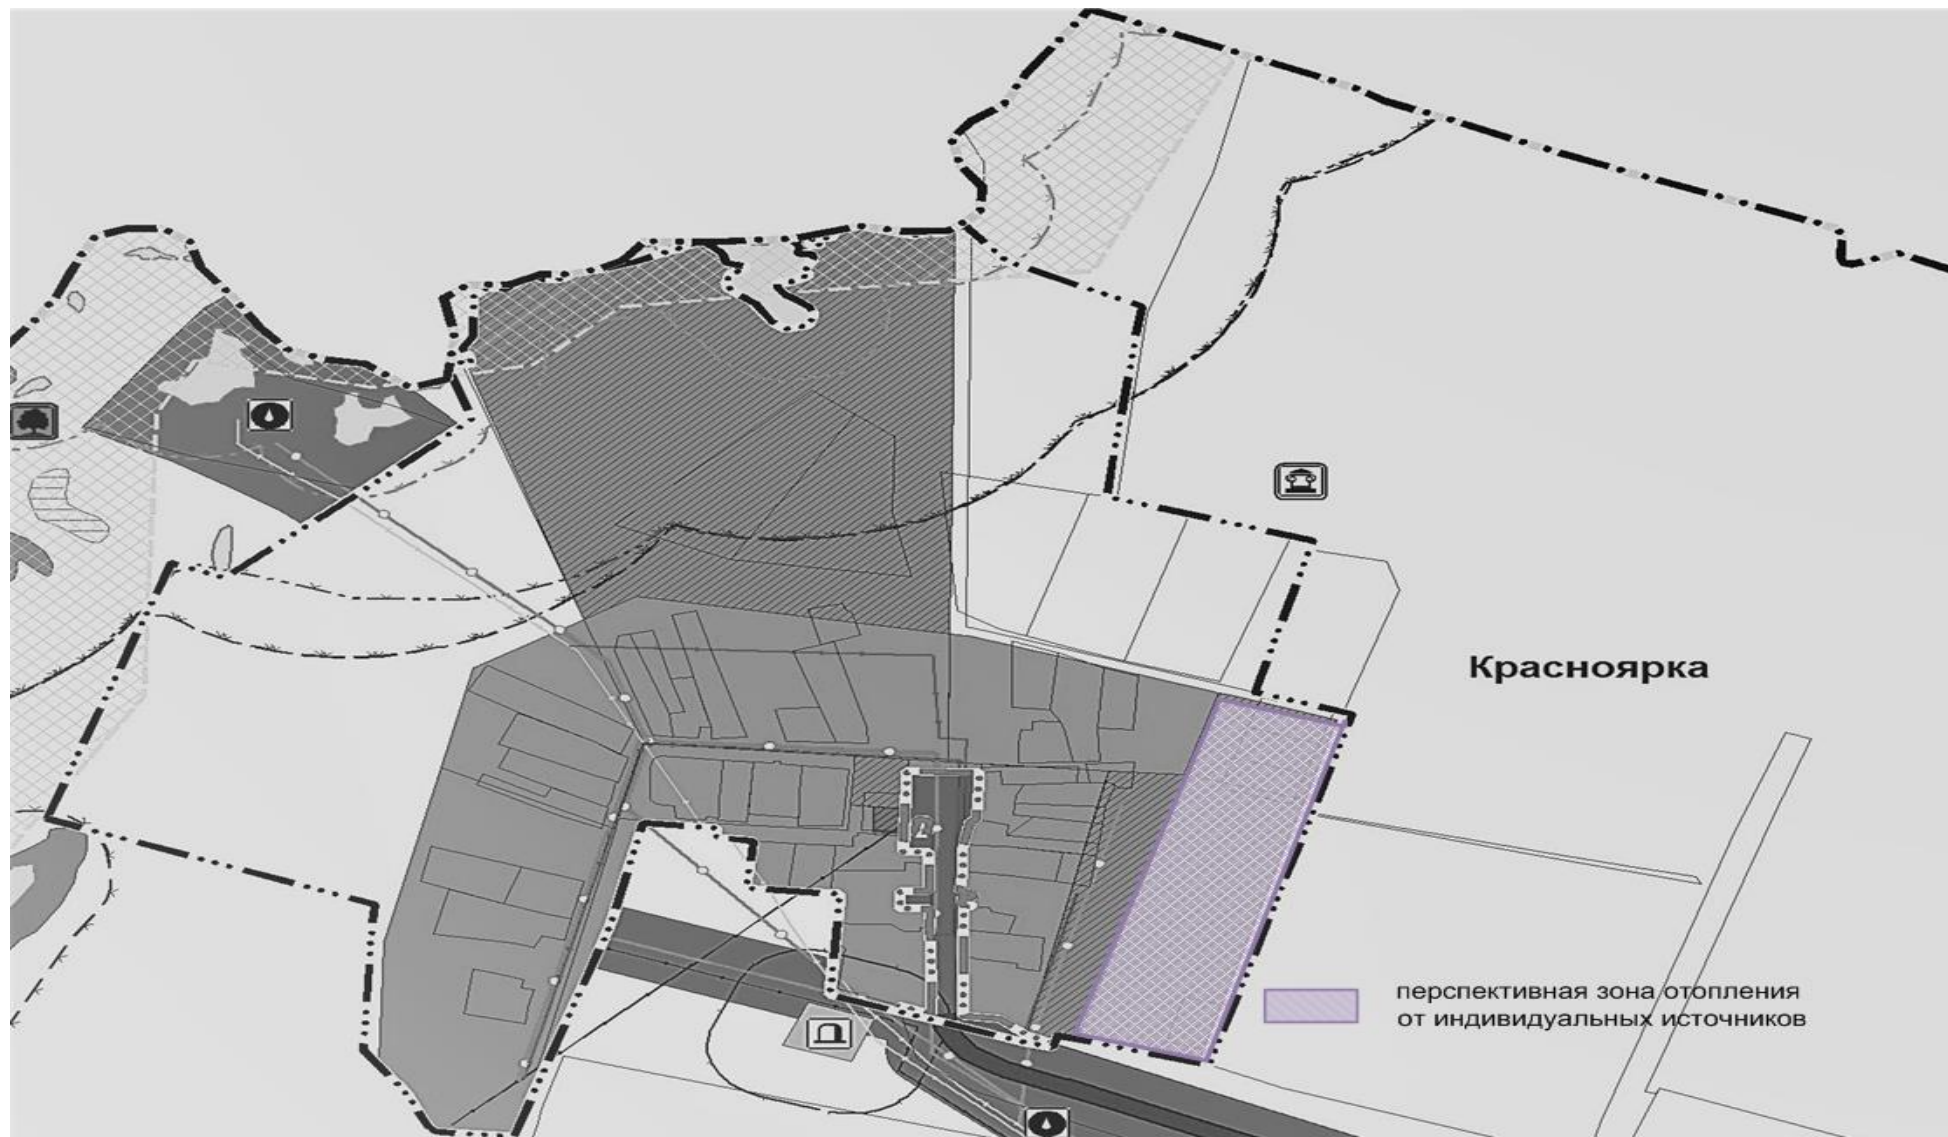 Красноярка
перспективная зона отопления
от индивидуальных источников